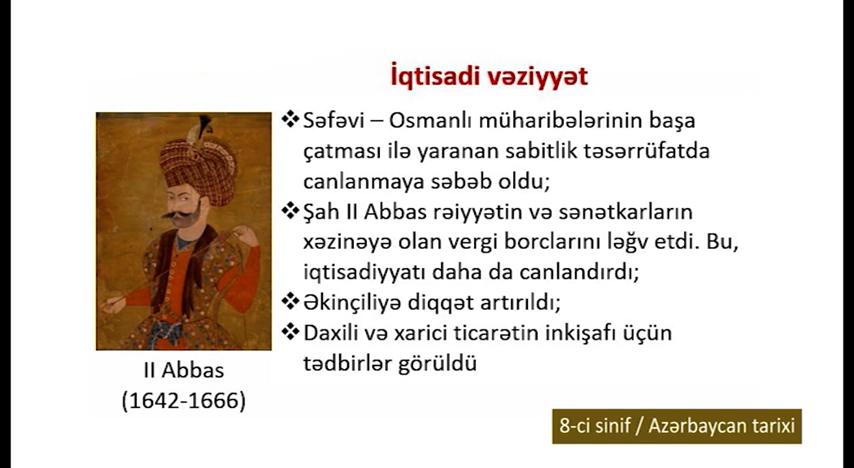 İqtisadi vəziyyət
❖Səfəvi – Osmanlı müharibələrinin başa
çatması ilə yaranan sabitlik təsərrüfatda
canlanmaya səbəb oldu;
❖Şah II Abbas rəiyyətin və sənətkarların
xəzinəyə olan vergi borclarını ləğv etdi. Bu,
iqtisadiyyatı daha da canlandırdı;
❖Əkinçiliyə diqqət artırıldı;
❖Daxili və xarici ticarətin inkişafı üçün
tədbirlər görüldü
II Abbas
(1642-1666)
8-ci sinif / Azərbaycan tarixi